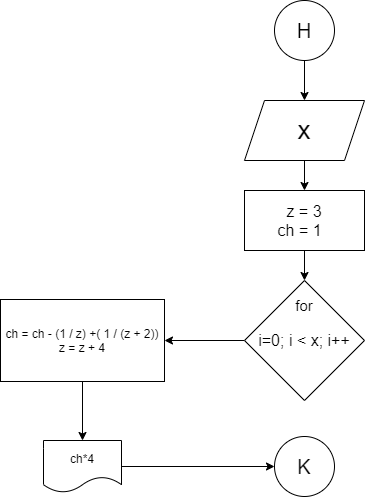 H
x
z = 3
ch = 1
for
i=0; i < x; i++
ch = ch - (1 / z) +( 1 / (z + 2))
z = z + 4
ch*4
K